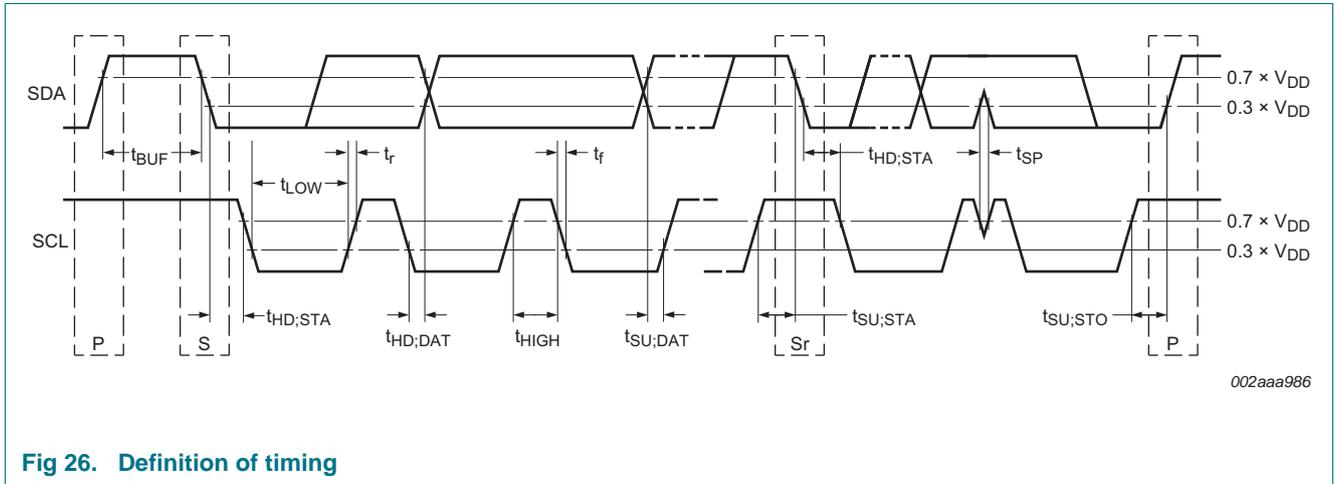 SDA
0.7 × VDD
0.3 × VDD
tBUF
tr
tf
tHD;STA
tSP
tLOW
SCL
0.7 × VDD
0.3 × VDD
tHD;STA
tHD;DAT
tHIGH
tSU;DAT
tSU;STA
tSU;STO
P
S
Sr
P
002aaa986
Fig 26. Definition of timing